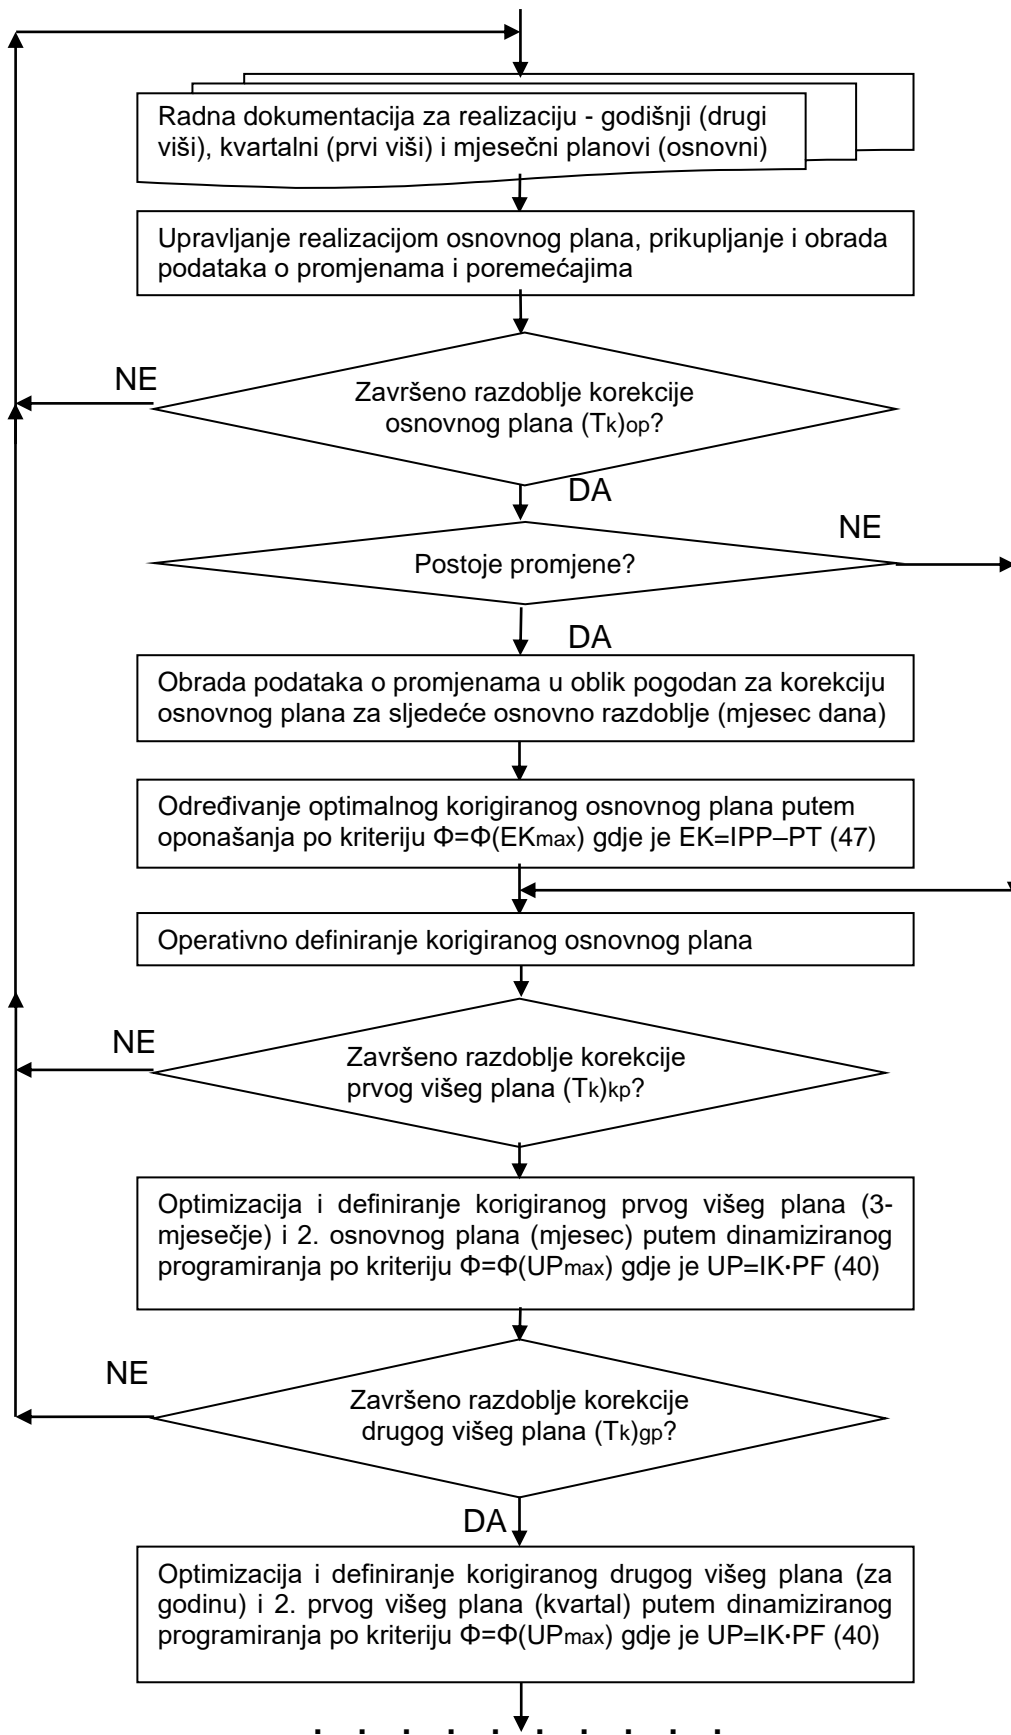 Radna dokumentacija za realizaciju - godišnji (drugi
viši), kvartalni (prvi viši) i mjesečni planovi (osnovni)
Upravljanje realizacijom osnovnog plana, prikupljanje i obrada
podataka o promjenama i poremećajima
NE
Završeno razdoblje korekcije
osnovnog plana (Tk)op?
DA
NE
Postoje promjene?
DA
Obrada podataka o promjenama u oblik pogodan za korekciju
osnovnog plana za sljedeće osnovno razdoblje (mjesec dana)
Određivanje optimalnog korigiranog osnovnog plana putem
oponašanja po kriteriju Φ=Φ(EKmax) gdje je EK=IPP–PT (47)
Operativno definiranje korigiranog osnovnog plana
NE
Završeno razdoblje korekcije
prvog višeg plana (Tk)kp?
Optimizacija i definiranje korigiranog prvog višeg plana (3-
mjesečje) i 2. osnovnog plana (mjesec) putem dinamiziranog
programiranja po kriteriju Φ=Φ(UPmax) gdje je UP=IK·PF (40)
NE
Završeno razdoblje korekcije
drugog višeg plana (Tk)gp?
DA
Optimizacija i definiranje korigiranog drugog višeg plana (za
godinu) i 2. prvog višeg plana (kvartal) putem dinamiziranog
programiranja po kriteriju Φ=Φ(UPmax) gdje je UP=IK·PF (40)
. . . . . . . . . .